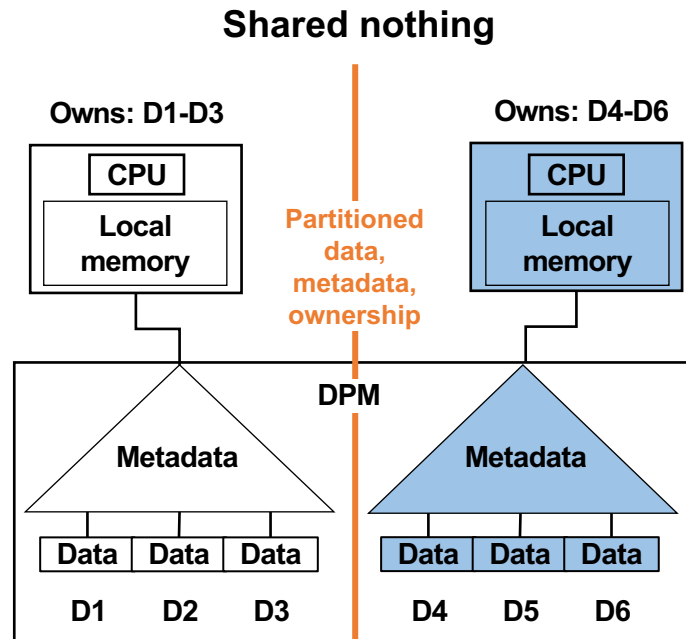 Shared nothing
Owns: D1-D3
Owns: D4-D6
CPU
Local
memory
CPU
Local
memory
Partitioned
data,
metadata,
ownership
DPM
Metadata
Metadata
Data Data Data
Data Data Data
D1 D2 D3
D4 D5 D6